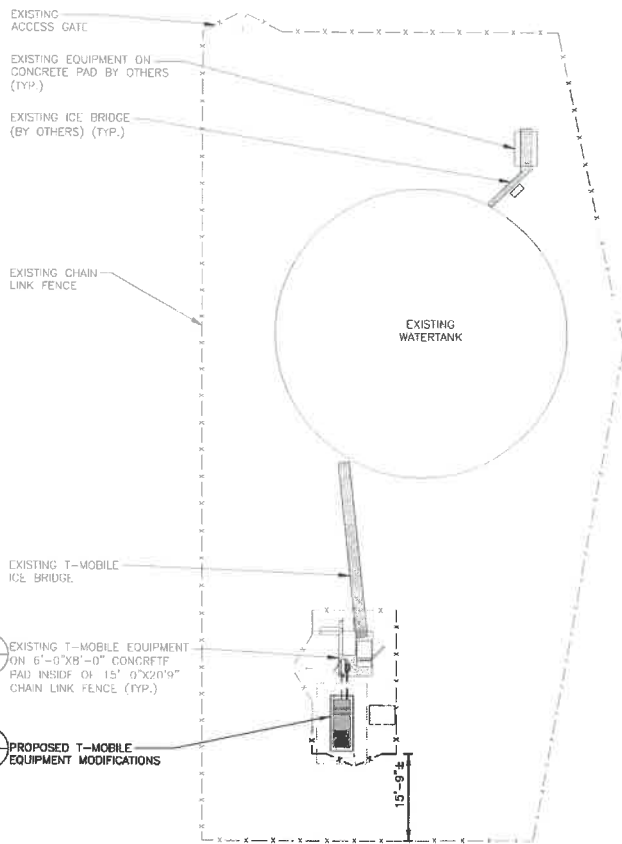 EXISTING
ACCESS GATE
EXISTING EQUIPMENT ON
CONCRETE PAD BY OTHERS
(TYP.)
EXISTING ICE BRIDGE
(BY OTHERS) (TYP.)
EXISTING CHAIN
LINK FENCE
EXISTING
WATERTANK
EXISTING T-MOBILE
ICE BRIDGE
EXISTING T-MOBILE EQUIPMENT
ON 6'-0"X8'-0" CONCRETE
PAD INSIDE OF 15' 0"X20'9"
CHAIN LINK FENCE (TYP.)
PROPOSED T-MOBILE
EQUIPMENT MODIFICATIONS
15'-9"±